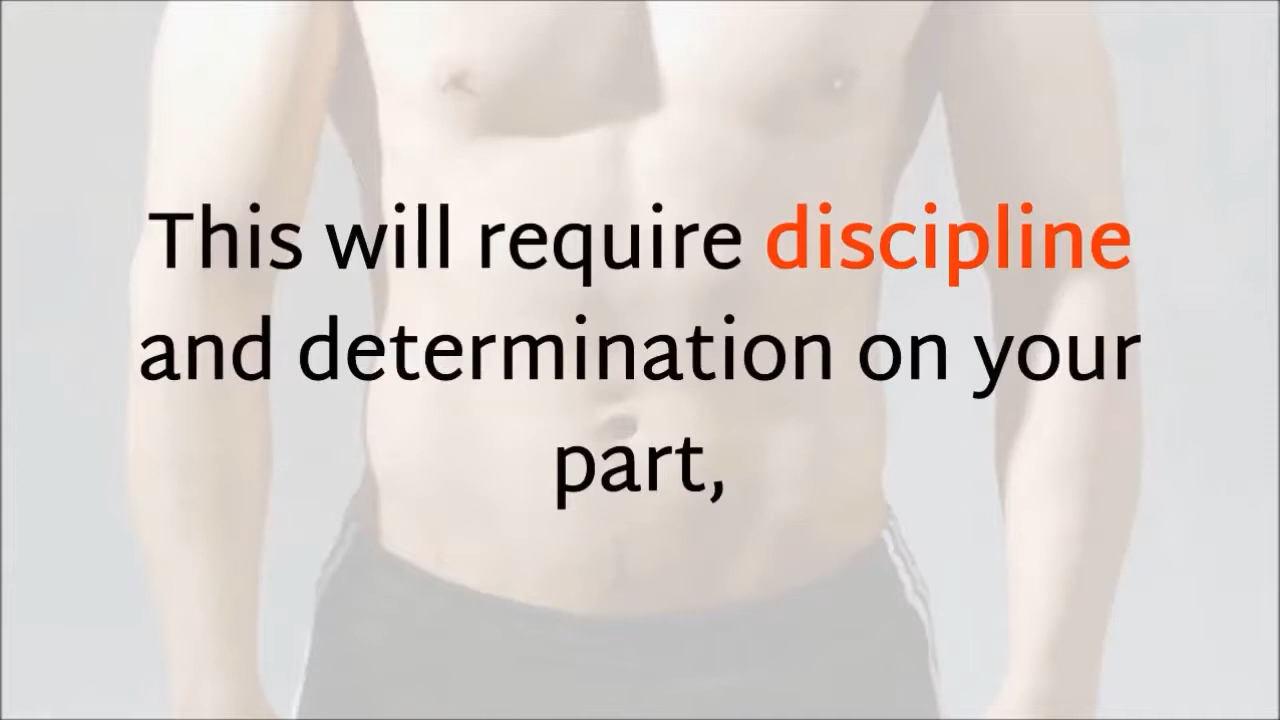 This will require discipline
and determination on your
part,